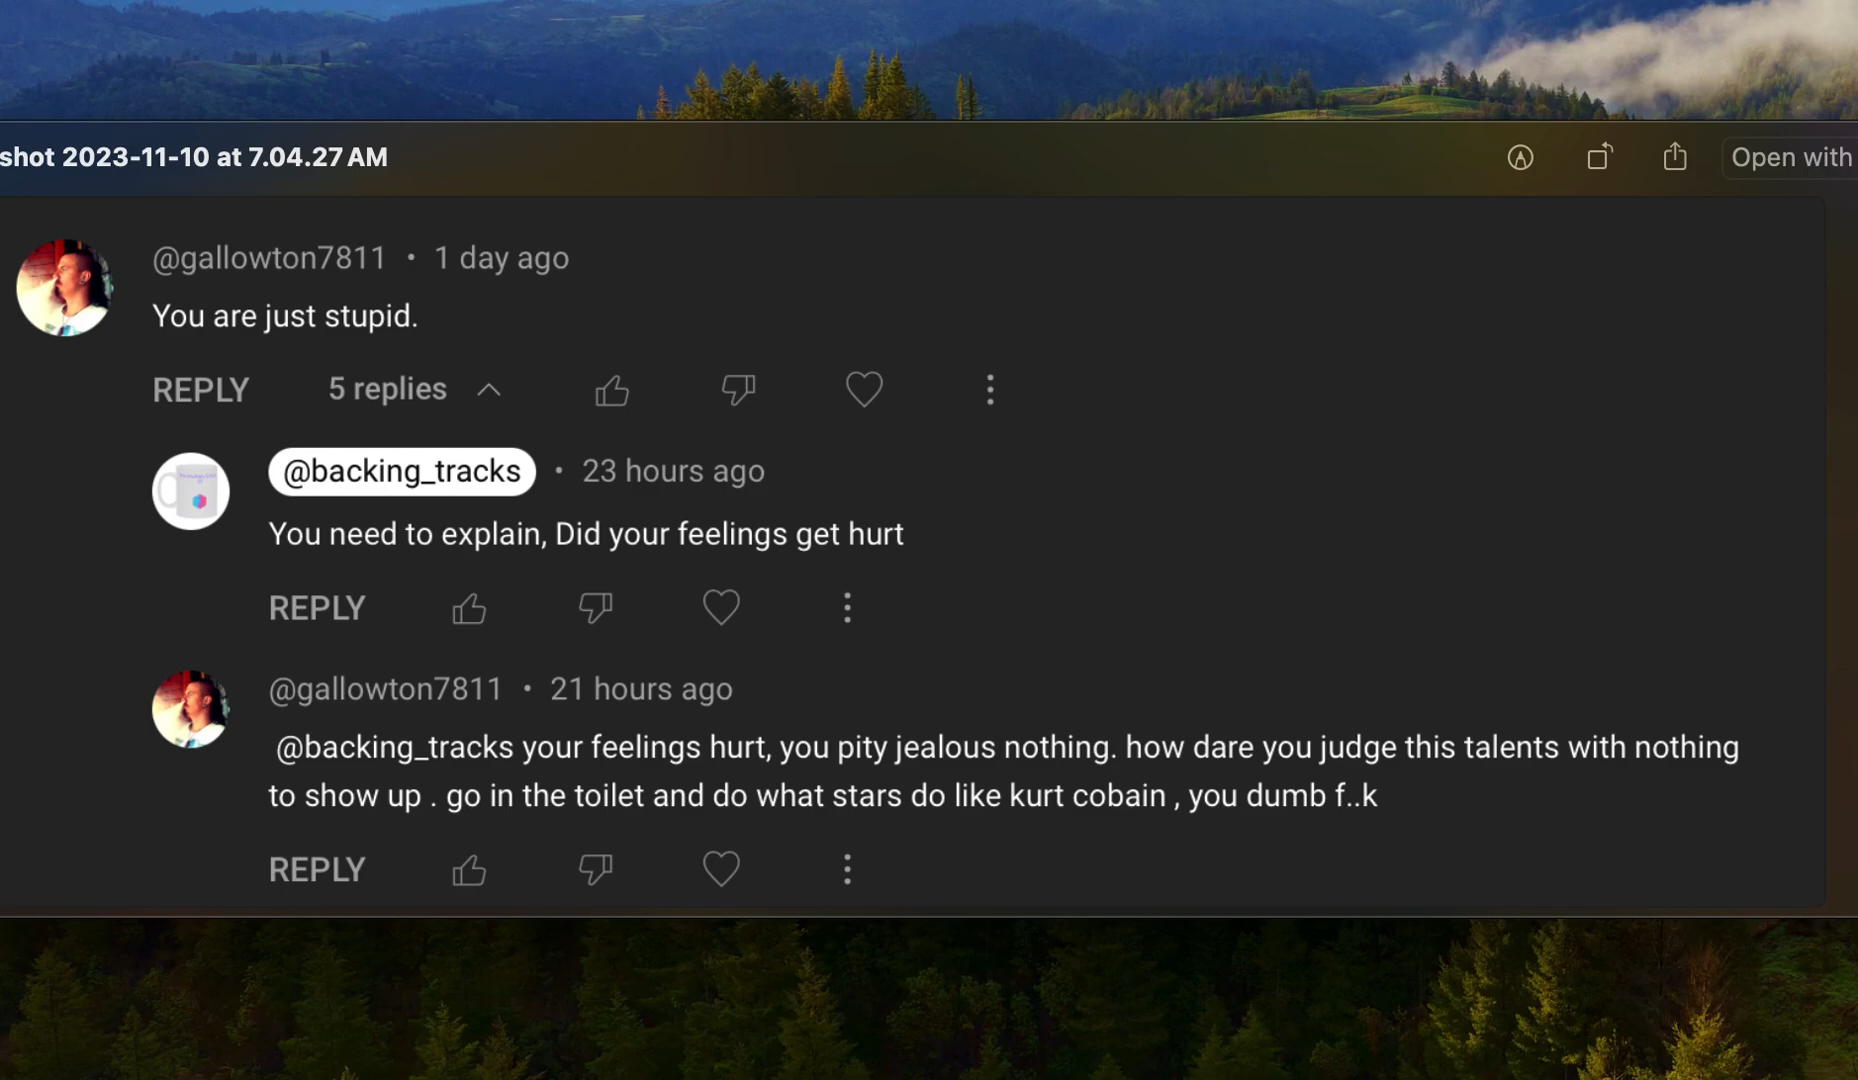 shot 2023-11-10 at 7.04.27 AM
Open with
@gallowton7811 • 1 day ago
You are just stupid.
REPLY 5 replies
@backing_tracks • 23 hours ago
You need to explain, Did your feelings get hurt
REPLY
@gallowton7811 • 21 hours ago
@backing_tracks your feelings hurt, you pity jealous nothing. how dare you judge this talents with nothing
to show up . go in the toilet and do what stars do like kurt cobain , you dumb f..k
REPLY